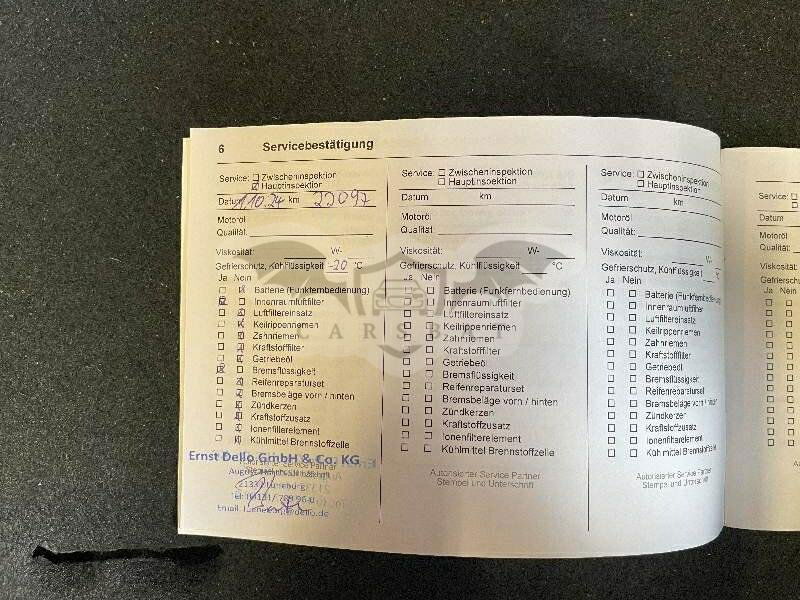 6 Servicebestätigung
Service: Zwischeninspektion
Hauptinspektion
Datum 1.10.24 km 22097
Motoröl
Qualität:
Viskosität: W-
Gefrierschutz, Kühlflüssigkeit -20 °C
Ja Nein
Batterie (Funkfernbedienung)
Innenraumluftfilter
Luftfiltereinsatz
Keilrippenriemen
Zahnriemen
Kraftstofffilter
Getriebeöl
Bremsflüssigkeit
Reifenreparaturset
Bremsbeläge vorn / hinten
Zündkerzen
Kraftstoffzusatz
Ionenfilterelement
Kühlmittel Brennstoffzelle
Ernst Dello GmbH & Co. KG
Autorisierter Service Partner
Service: Zwischeninspektion
Hauptinspektion
Datum km
Motoröl
Qualität:
Viskosität: W-
Gefrierschutz, Kühlflüssigkeit °C
Ja Nein
Batterie (Funkfernbedienung)
Innenraumluftfilter
Luftfiltereinsatz
Keilrippenriemen
Zahnriemen
Kraftstofffilter
Getriebeöl
Bremsflüssigkeit
Reifenreparaturset
Bremsbeläge vorn / hinten
Zündkerzen
Kraftstoffzusatz
Ionenfilterelement
Kühlmittel Brennstoffzelle
Autorisierter Service Partner
Stempel und Unterschrift
Service: Zwischeninspektion
Hauptinspektion
Datum km
Motoröl
Qualität:
Viskosität: W-
Gefrierschutz, Kühlflüssigkeit
Ja Nein
Batterie (Funkfernbedienung)
Innenraumluftfilter
Luftfiltereinsatz
Keilrippenriemen
Zahnriemen
Kraftstofffilter
Getriebeöl
Bremsflüssigkeit
Reifenreparaturset
Bremsbeläge vorn / hinten
Zündkerzen
Kraftstoffzusatz
Ionenfilterelement
Kühlmittel Brennstoffzelle
Autorisierter Service Partner
Stempel und Unterschrift
Service:
Datum
Motoröl
Qualität:
Viskosität:
Gefrierschutz
Ja Nein